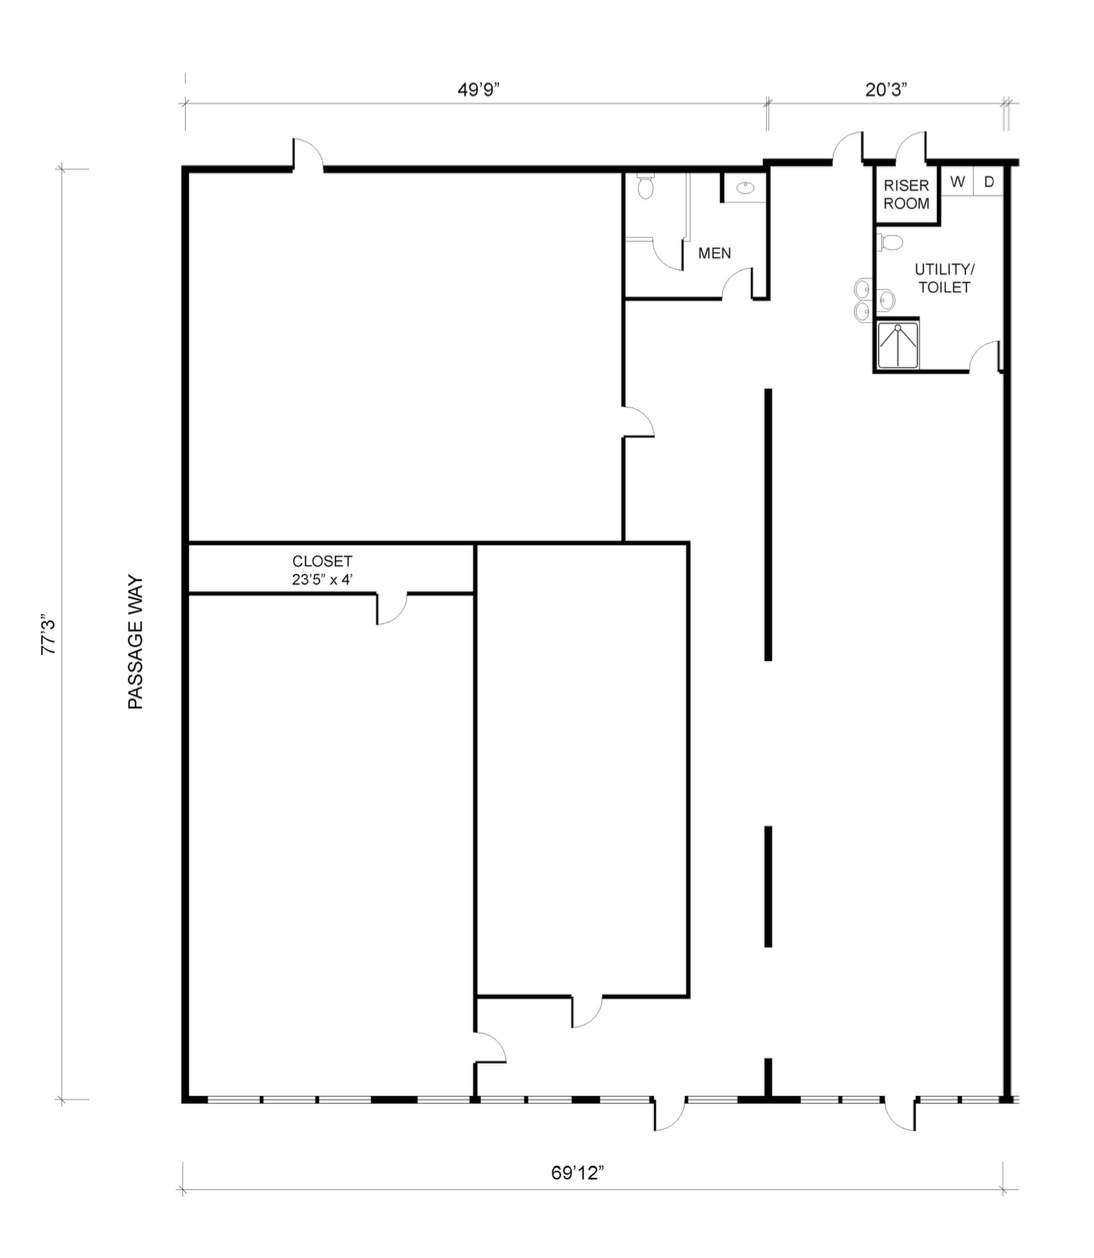 49’9”
20’3”
RISER
ROOM
W
D
MEN
UTILITY/
TOILET
CLOSET
23’5” x 4’
PASSAGE WAY
77’3”
69’12”